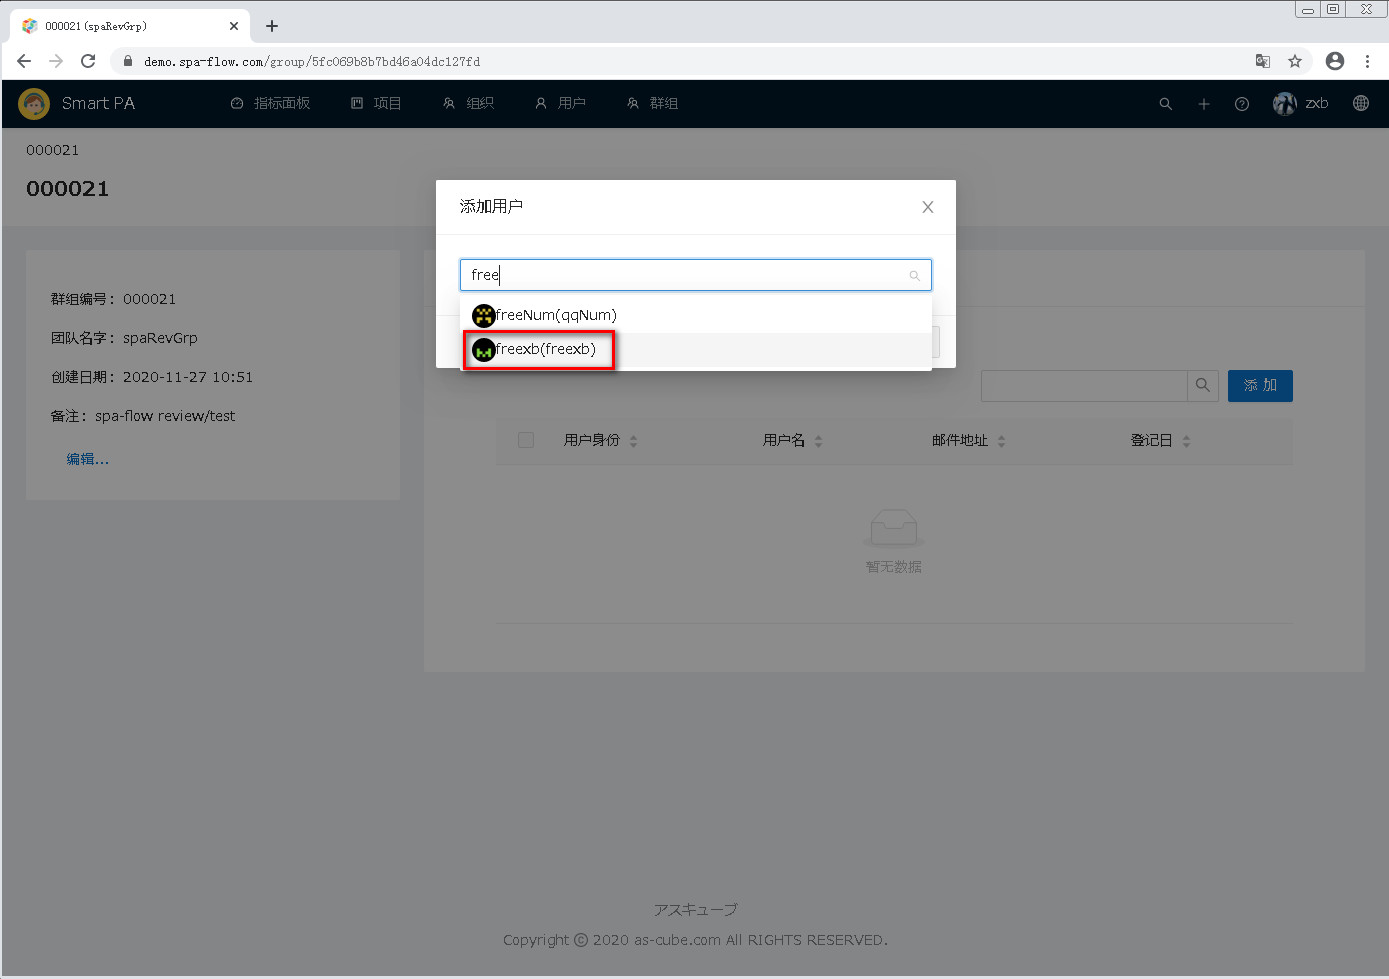 000021(spaRevGrp)
demo.spa-flow.com/group/5fc069b8b7bd46a04dc127fd
Smart PA
指标面板
项目
组织
用户
群组
zxb
000021
000021
添加用户
free
freeNum(qqNum)
freexb(freexb)
群组编号：000021
团队名字：spaRevGrp
创建日期：2020-11-27 10:51
备注：spa-flow review/test
编辑...
添 加
用户身份
用户名
邮件地址
登记日
暂无数据
アスキューブ
Copyright © 2020 as-cube.com All RIGHTS RESERVED.